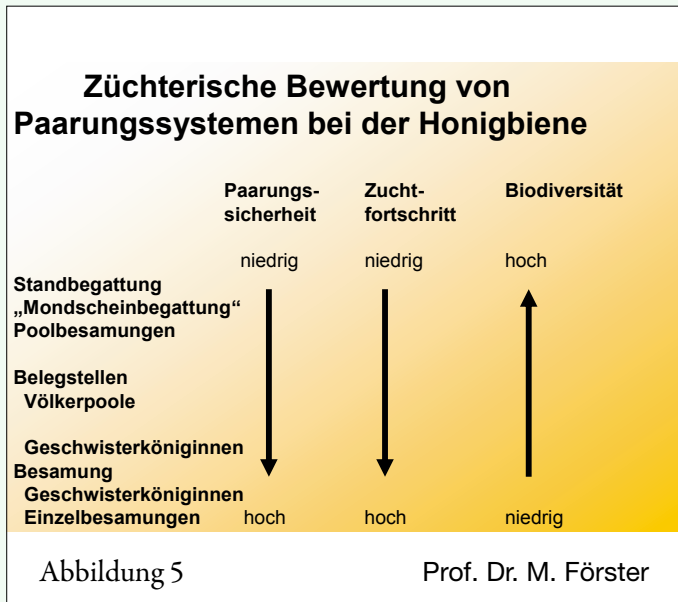 Züchterische Bewertung von
Paarungssystemen bei der Honigbiene
Paarungs- Zucht- Biodiversität
sicherheit fortschritt
niedrig niedrig hoch
Standbegattung
„Mondscheinbegattung“
Poolbesamungen
Belegstellen
Völkerpoole
Geschwisterköniginnen
Besamung
Geschwisterköniginnen
Einzelbesamungen hoch hoch niedrig
Abbildung 5 Prof. Dr. M. Förster